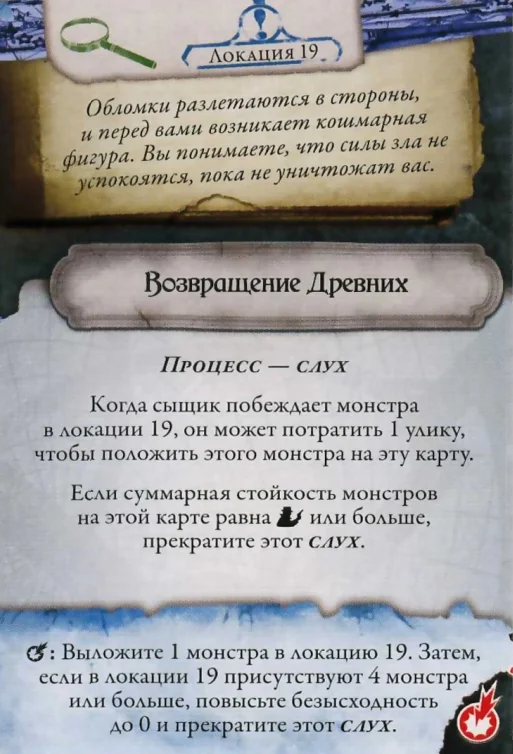 Локация 19
Обломки разлетаются в стороны,
и перед вами возникает кошмарная
фигура. Вы понимаете, что силы зла не
успокоятся, пока не уничтожат вас.
Возвращение Древних
Процесс — слух
Когда сыщик побеждает монстра
в локации 19, он может потратить 1 улику,
чтобы положить этого монстра на эту карту.
Если суммарная стойкость монстров
на этой карте равна или больше,
прекратите этот слух.
: Выложите 1 монстра в локацию 19. Затем,
если в локации 19 присутствуют 4 монстра
или больше, повысьте безысходность
до 0 и прекратите этот слух.